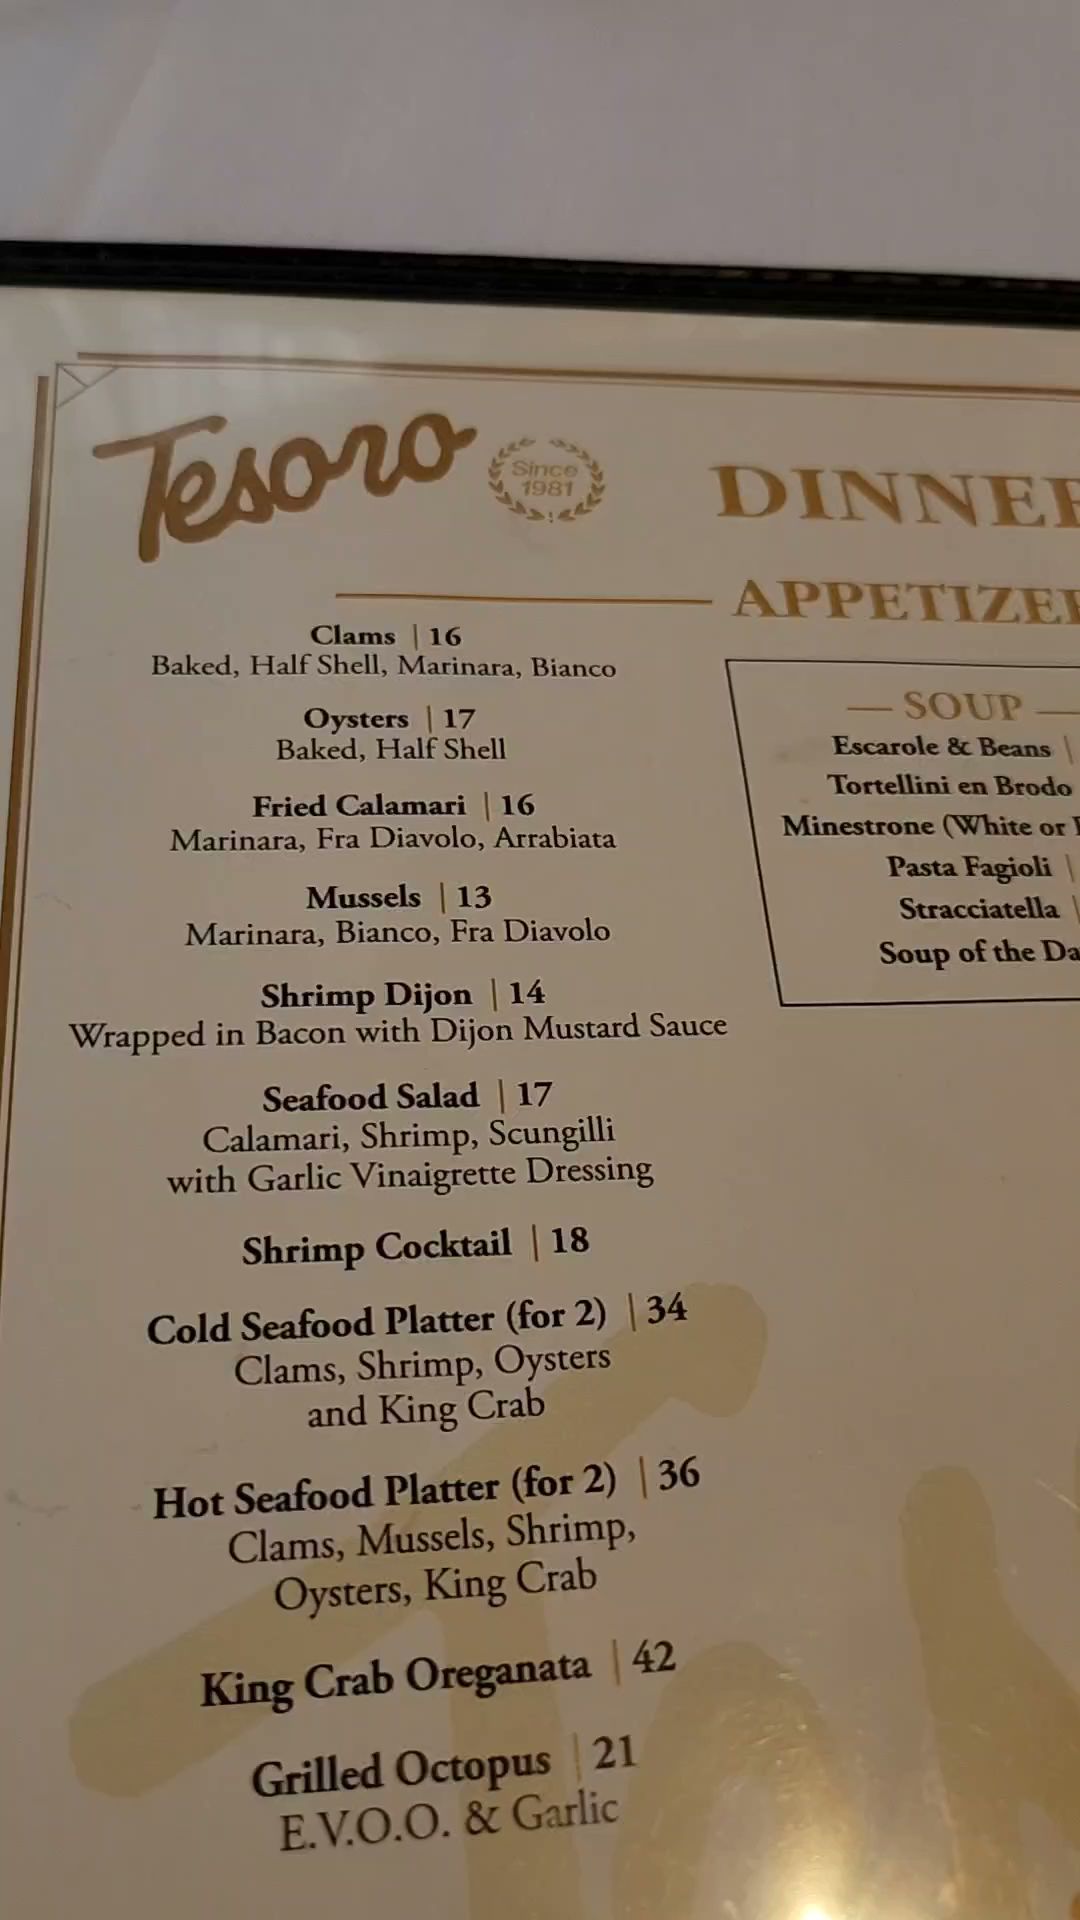 Tesoro
Since
1981
DINNER
APPETIZE
Clams | 16
Baked, Half Shell, Marinara, Bianco
Oysters | 17
Baked, Half Shell
Fried Calamari | 16
Marinara, Fra Diavolo, Arrabiata
Mussels | 13
Marinara, Bianco, Fra Diavolo
Shrimp Dijon | 14
Wrapped in Bacon with Dijon Mustard Sauce
Seafood Salad | 17
Calamari, Shrimp, Scungilli
with Garlic Vinaigrette Dressing
Shrimp Cocktail | 18
Cold Seafood Platter (for 2) | 34
Clams, Shrimp, Oysters
and King Crab
Hot Seafood Platter (for 2) | 36
Clams, Mussels, Shrimp,
Oysters, King Crab
King Crab Oreganata | 42
Grilled Octopus | 21
E.V.O.O. & Garlic
— SOUP —
Escarole & Beans |
Tortellini en Brodo
Minestrone (White or
Pasta Fagioli |
Stracciatella |
Soup of the Da